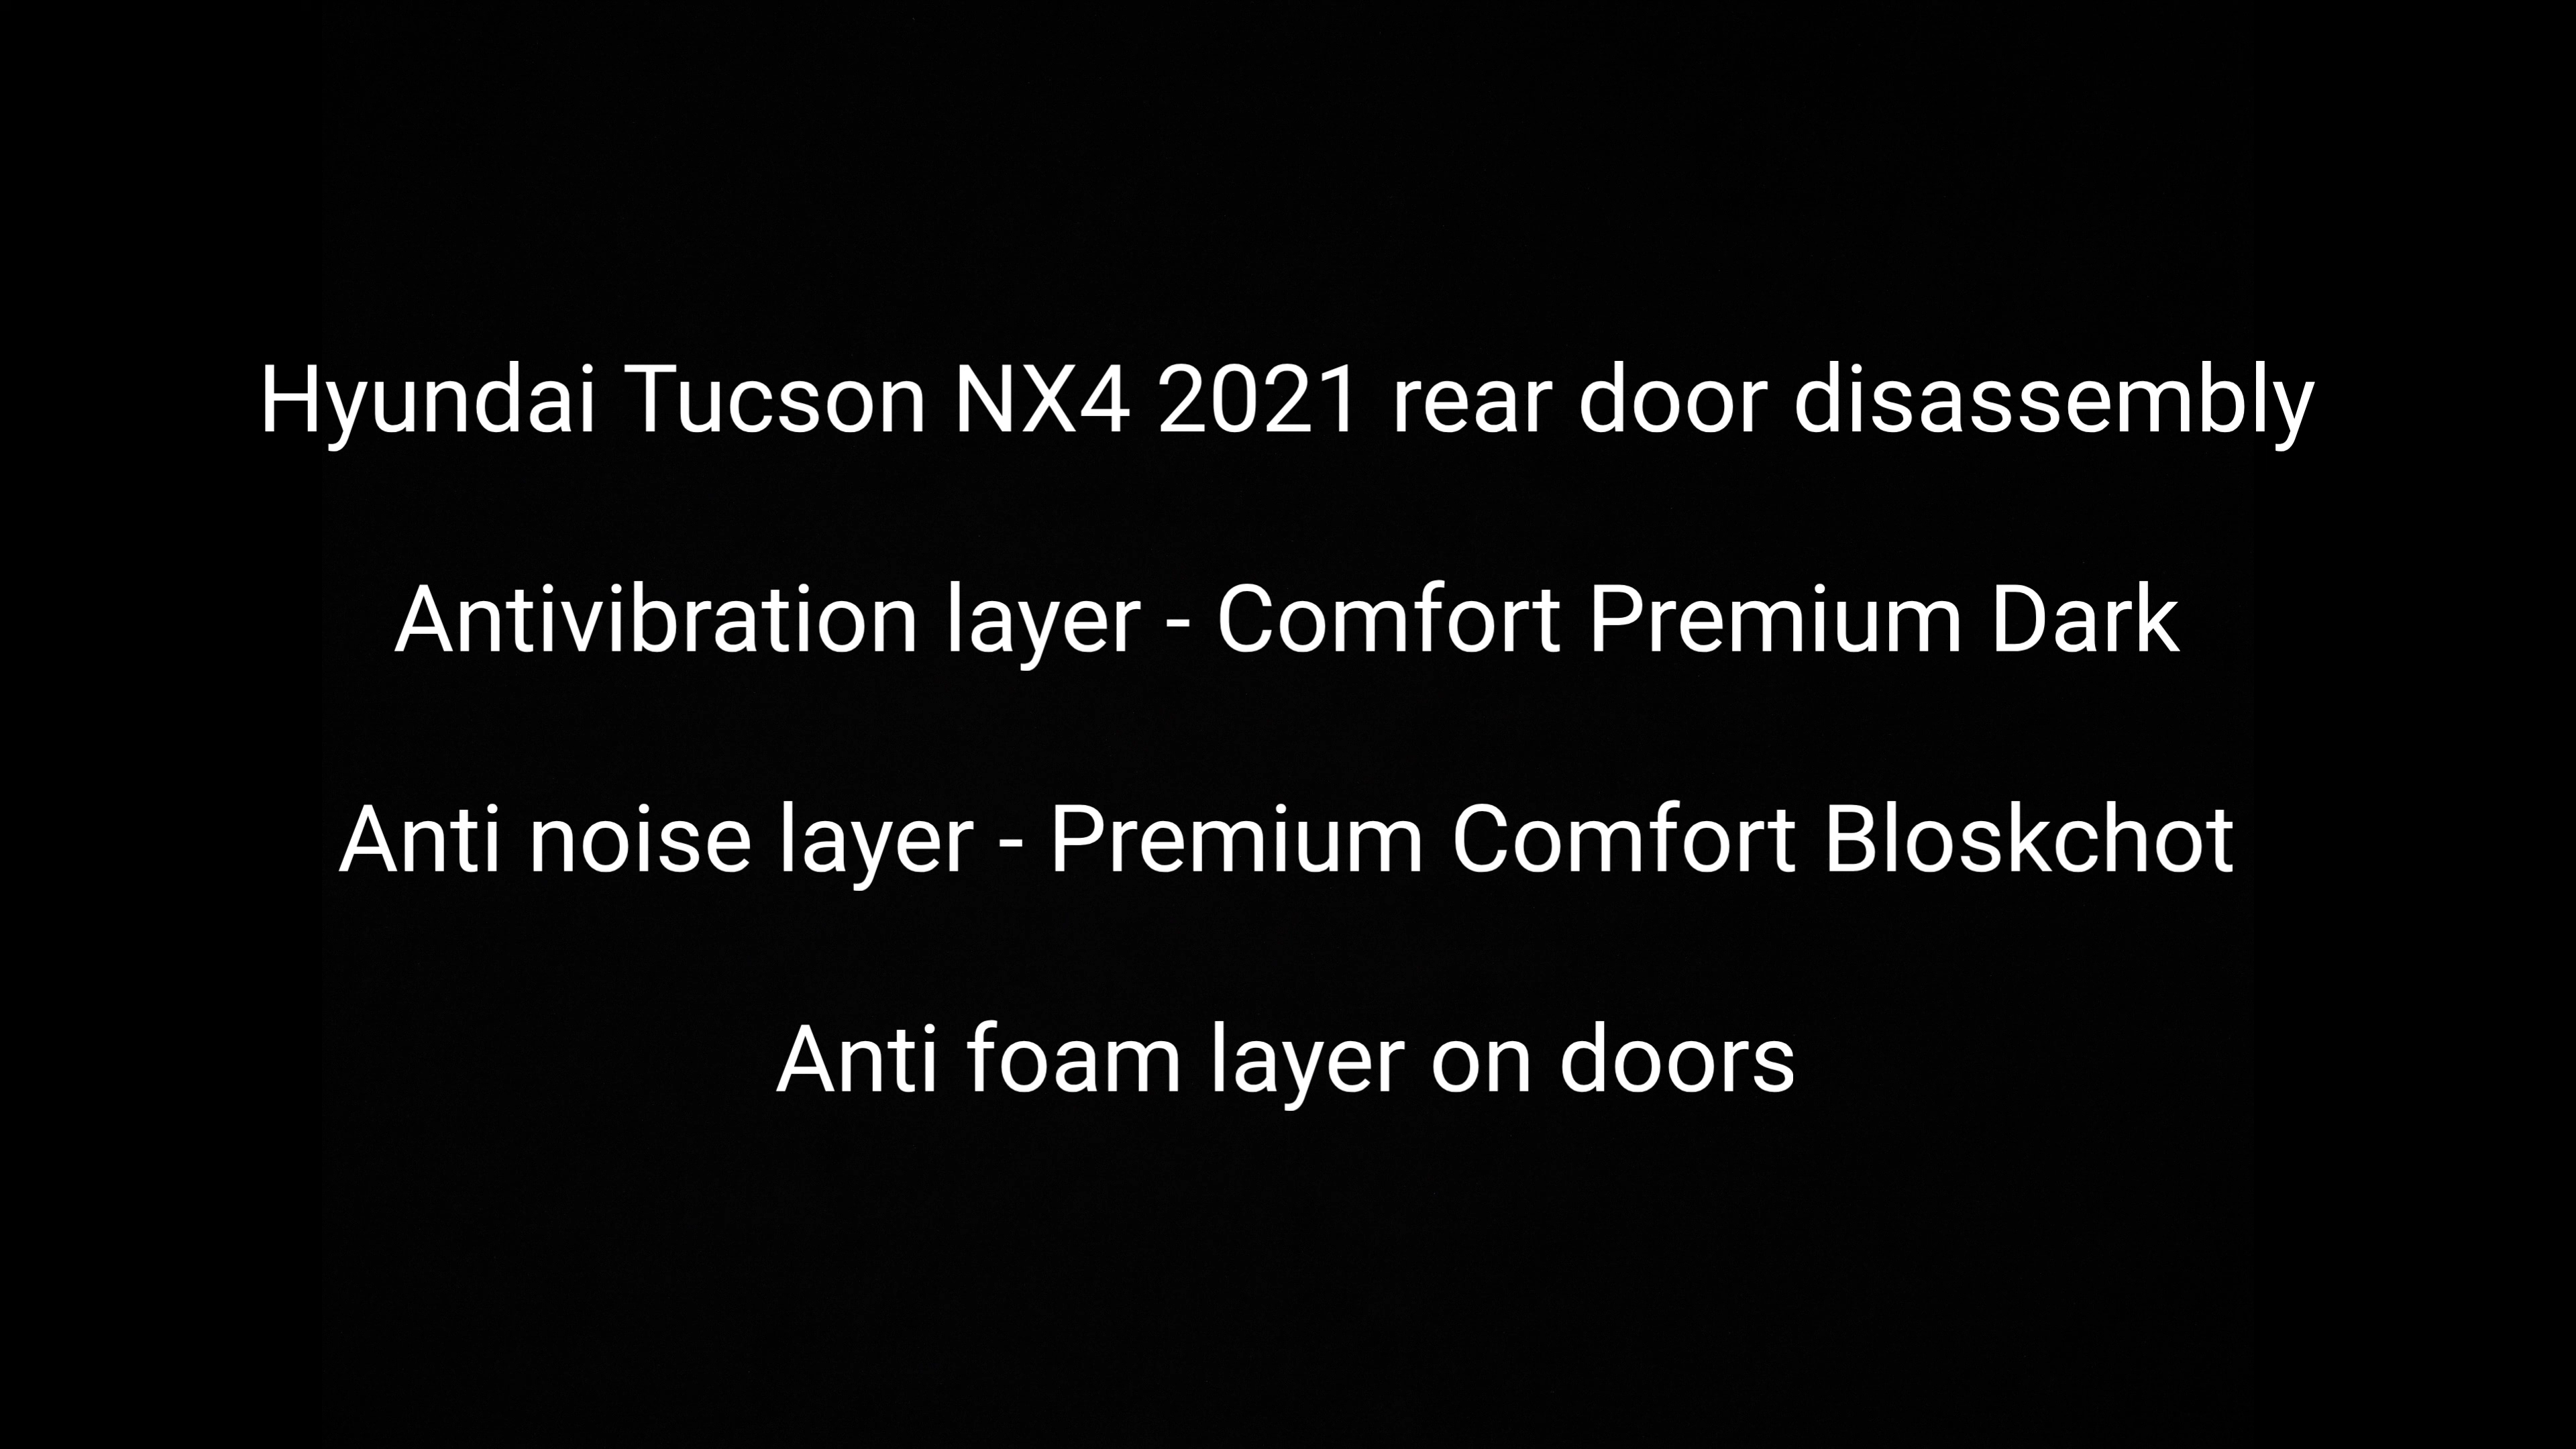 Hyundai Tucson NX4 2021 rear door disassembly
Antivibration layer - Comfort Premium Dark
Anti noise layer - Premium Comfort Bloskchot
Anti foam layer on doors